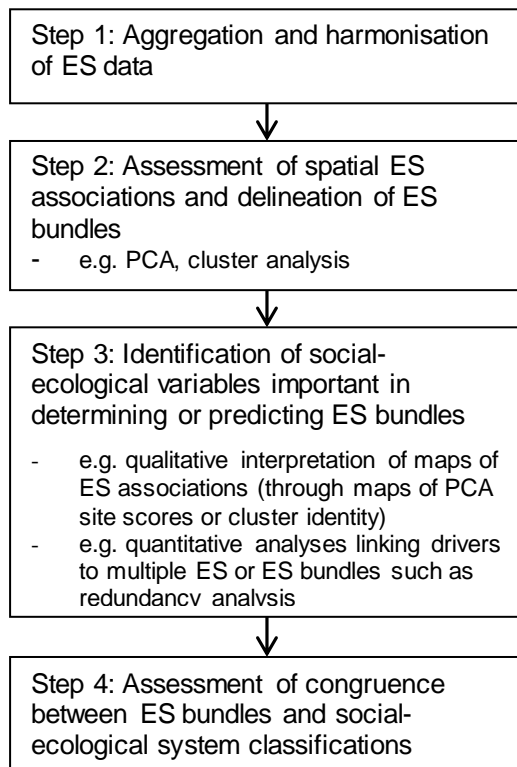 Step 1: Aggregation and harmonisation
of ES data
Step 2: Assessment of spatial ES
associations and delineation of ES
bundles
- e.g. PCA, cluster analysis
Step 3: Identification of social-
ecological variables important in
determining or predicting ES bundles
- e.g. qualitative interpretation of maps of
ES associations (through maps of PCA
site scores or cluster identity)
- e.g. quantitative analyses linking drivers
to multiple ES or ES bundles such as
redundancy analysis
Step 4: Assessment of congruence
between ES bundles and social-
ecological system classifications